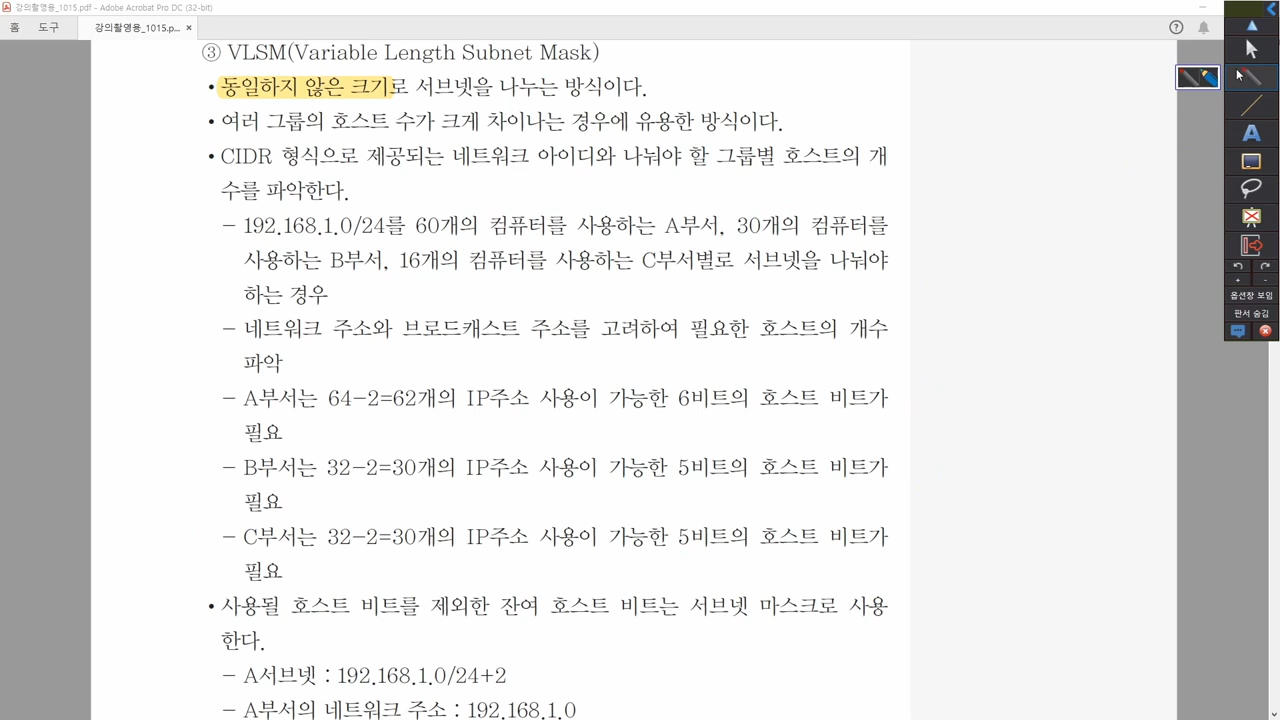 강의촬영용_1015.pdf - Adobe Acrobat Pro DC (32-bit)
홈 도구 강의촬영용_1015.p... ×
③ VLSM(Variable Length Subnet Mask)
• 동일하지 않은 크기로 서브넷을 나누는 방식이다.
• 여러 그룹의 호스트 수가 크게 차이나는 경우에 유용한 방식이다.
• CIDR 형식으로 제공되는 네트워크 아이디와 나눠야 할 그룹별 호스트의 개
수를 파악한다.
- 192.168.1.0/24를 60개의 컴퓨터를 사용하는 A부서, 30개의 컴퓨터를
사용하는 B부서, 16개의 컴퓨터를 사용하는 C부서별로 서브넷을 나눠야
하는 경우
- 네트워크 주소와 브로드캐스트 주소를 고려하여 필요한 호스트의 개수
파악
- A부서는 64-2=62개의 IP주소 사용이 가능한 6비트의 호스트 비트가
필요
- B부서는 32-2=30개의 IP주소 사용이 가능한 5비트의 호스트 비트가
필요
- C부서는 32-2=30개의 IP주소 사용이 가능한 5비트의 호스트 비트가
필요
• 사용될 호스트 비트를 제외한 잔여 호스트 비트는 서브넷 마스크로 사용
한다.
- A서브넷 : 192.168.1.0/24+2
- A부서의 네트워크 주소 : 192.168.1.0
A
+ -
옵션장 보임
판서 숨김